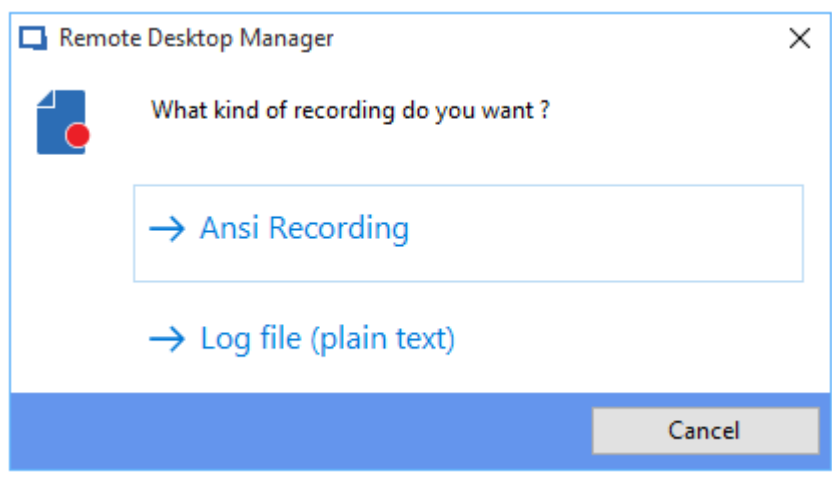 Remote Desktop Manager
What kind of recording do you want ?
Ansi Recording
Log file (plain text)
Cancel